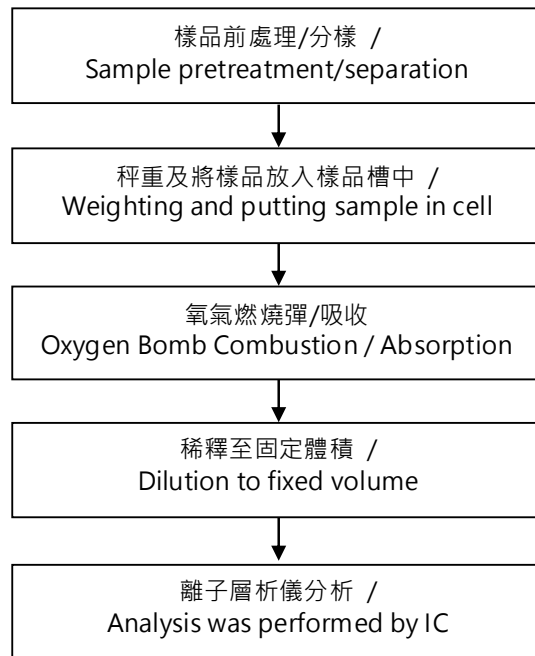 樣品前處理/分樣 /
Sample pretreatment/separation
秤重及將樣品放入樣品槽中 /
Weighting and putting sample in cell
氧氣燃燒彈/吸收
Oxygen Bomb Combustion / Absorption
稀釋至固定體積 /
Dilution to fixed volume
離子層析儀分析 /
Analysis was performed by IC